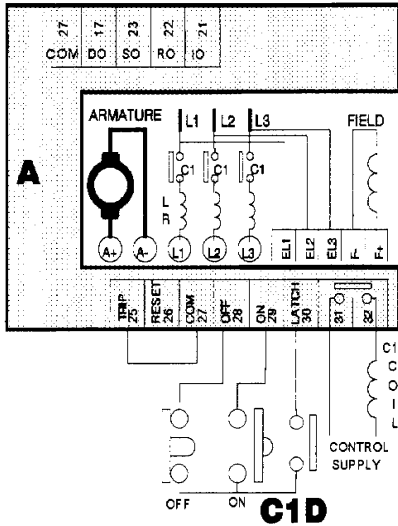 27 17 23 22 21
COM DO SO RO IO
ARMATURE L1 L2 L3 FIELD
C1 C1 C1
A
L
R
A+ A- L1 L2 L3 EL1 EL2 EL3 F- F+
TRIP 25 RESET 26 COM 27 OFF 28 ON 29 LATCH 30 31 32
C1
COIL
CONTROL
SUPPLY
OFF ON C1D